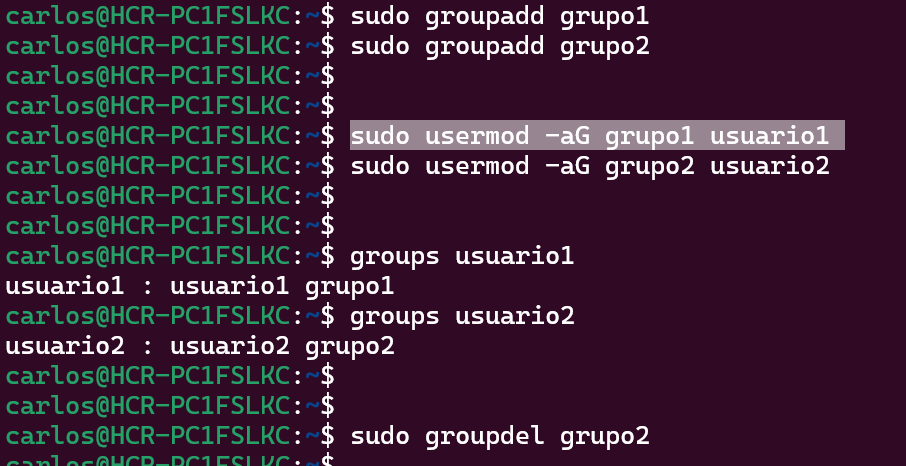 carlos@HCR-PC1FSLKC:~$ sudo groupadd grupo1
carlos@HCR-PC1FSLKC:~$ sudo groupadd grupo2
carlos@HCR-PC1FSLKC:~$
carlos@HCR-PC1FSLKC:~$
carlos@HCR-PC1FSLKC:~$ sudo usermod -aG grupo1 usuario1
carlos@HCR-PC1FSLKC:~$ sudo usermod -aG grupo2 usuario2
carlos@HCR-PC1FSLKC:~$
carlos@HCR-PC1FSLKC:~$
carlos@HCR-PC1FSLKC:~$ groups usuario1
usuario1 : usuario1 grupo1
carlos@HCR-PC1FSLKC:~$ groups usuario2
usuario2 : usuario2 grupo2
carlos@HCR-PC1FSLKC:~$
carlos@HCR-PC1FSLKC:~$
carlos@HCR-PC1FSLKC:~$ sudo groupdel grupo2
carlos@HCR-PC1FSLKC:~$